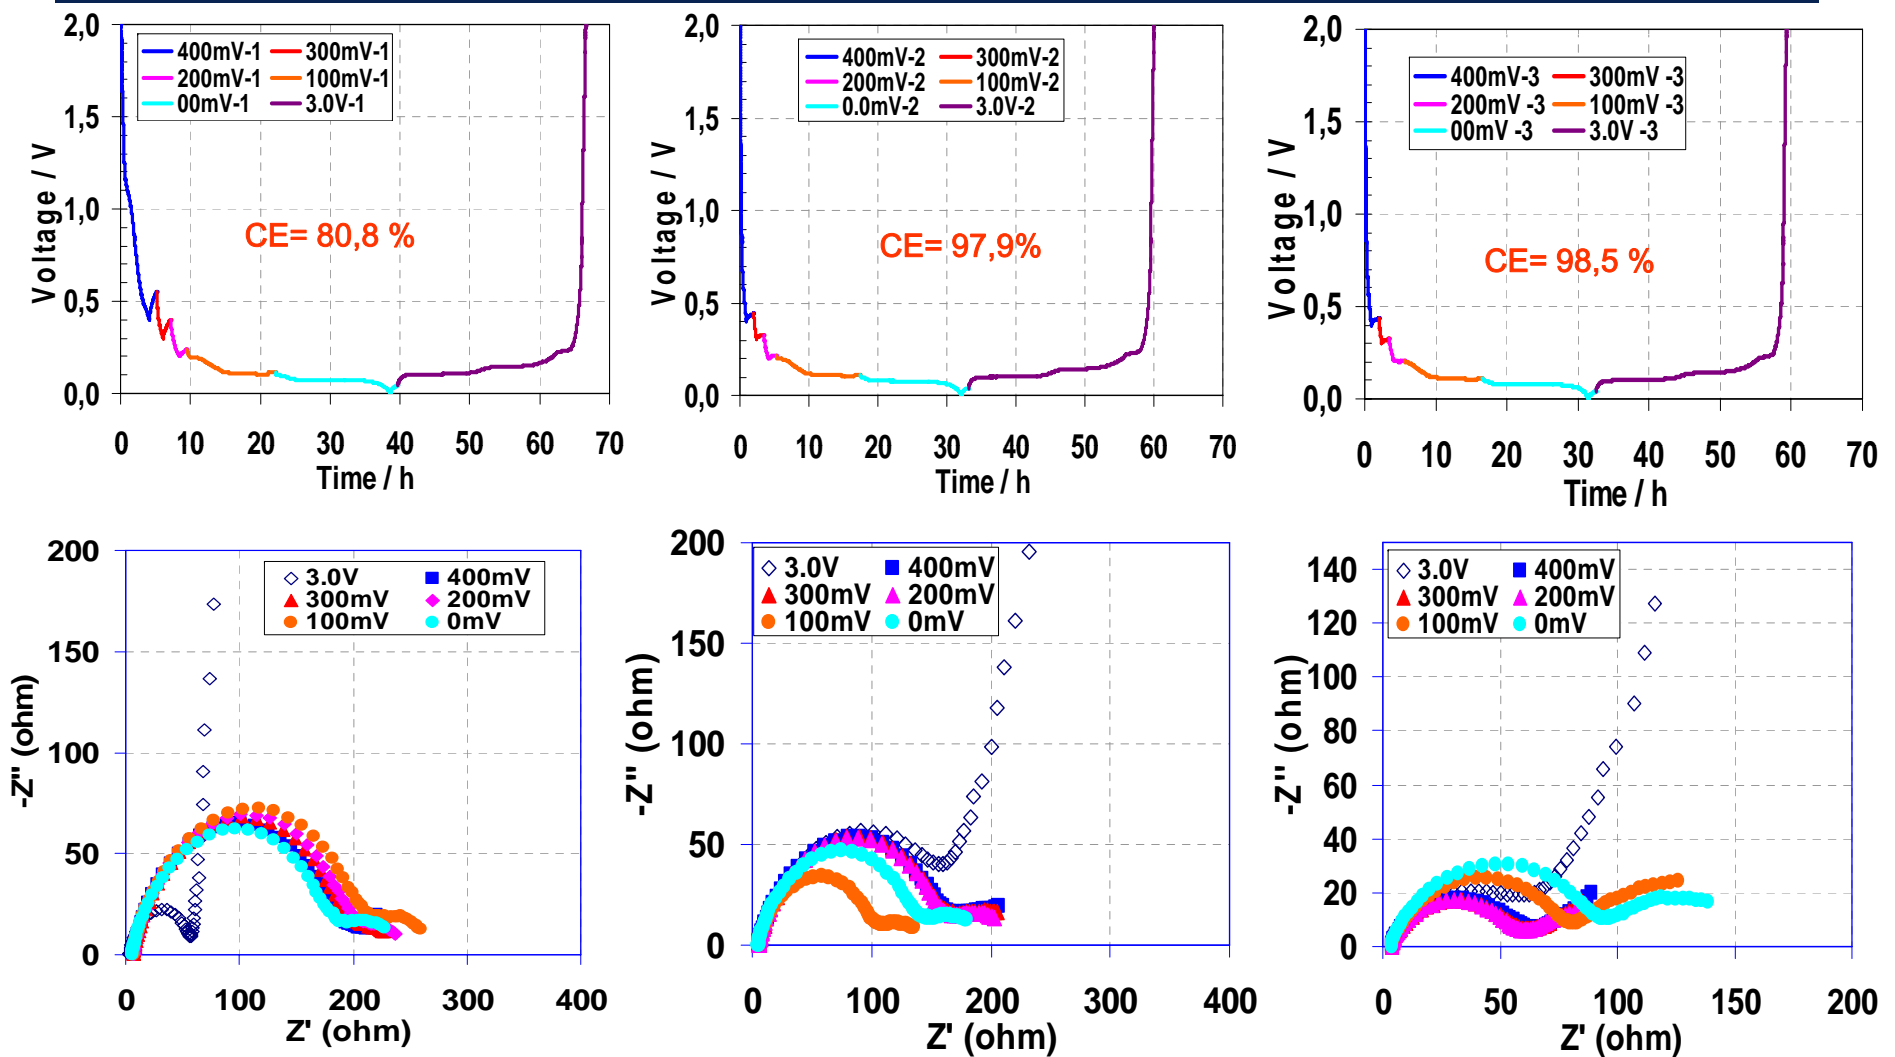 2,0
1,5
1,0
0,5
0,0
Voltage / V
400mV-1 300mV-1
200mV-1 100mV-1
00mV-1 3.0V-1
CE= 80,8 %
0 10 20 30 40 50 60 70
Time / h
2,0
1,5
1,0
0,5
0,0
Voltage / V
400mV-2 300mV-2
200mV-2 100mV-2
0.0mV-2 3.0V-2
CE= 97,9%
0 10 20 30 40 50 60 70
Time / h
2,0
1,5
1,0
0,5
0,0
Voltage / V
400mV-3 300mV -3
200mV -3 100mV -3
00mV -3 3.0V -3
CE= 98,5 %
0 10 20 30 40 50 60 70
Time / h
200
150
100
50
0
-Z'' (ohm)
3.0V 400mV
300mV 200mV
100mV 0mV
0 100 200 300 400
Z' (ohm)
200
150
100
50
0
-Z'' (ohm)
3.0V 400mV
300mV 200mV
100mV 0mV
0 100 200 300 400
Z' (ohm)
140
120
100
80
60
40
20
0
-Z'' (ohm)
3.0V 400mV
300mV 200mV
100mV 0mV
0 50 100 150 200
Z' (ohm)